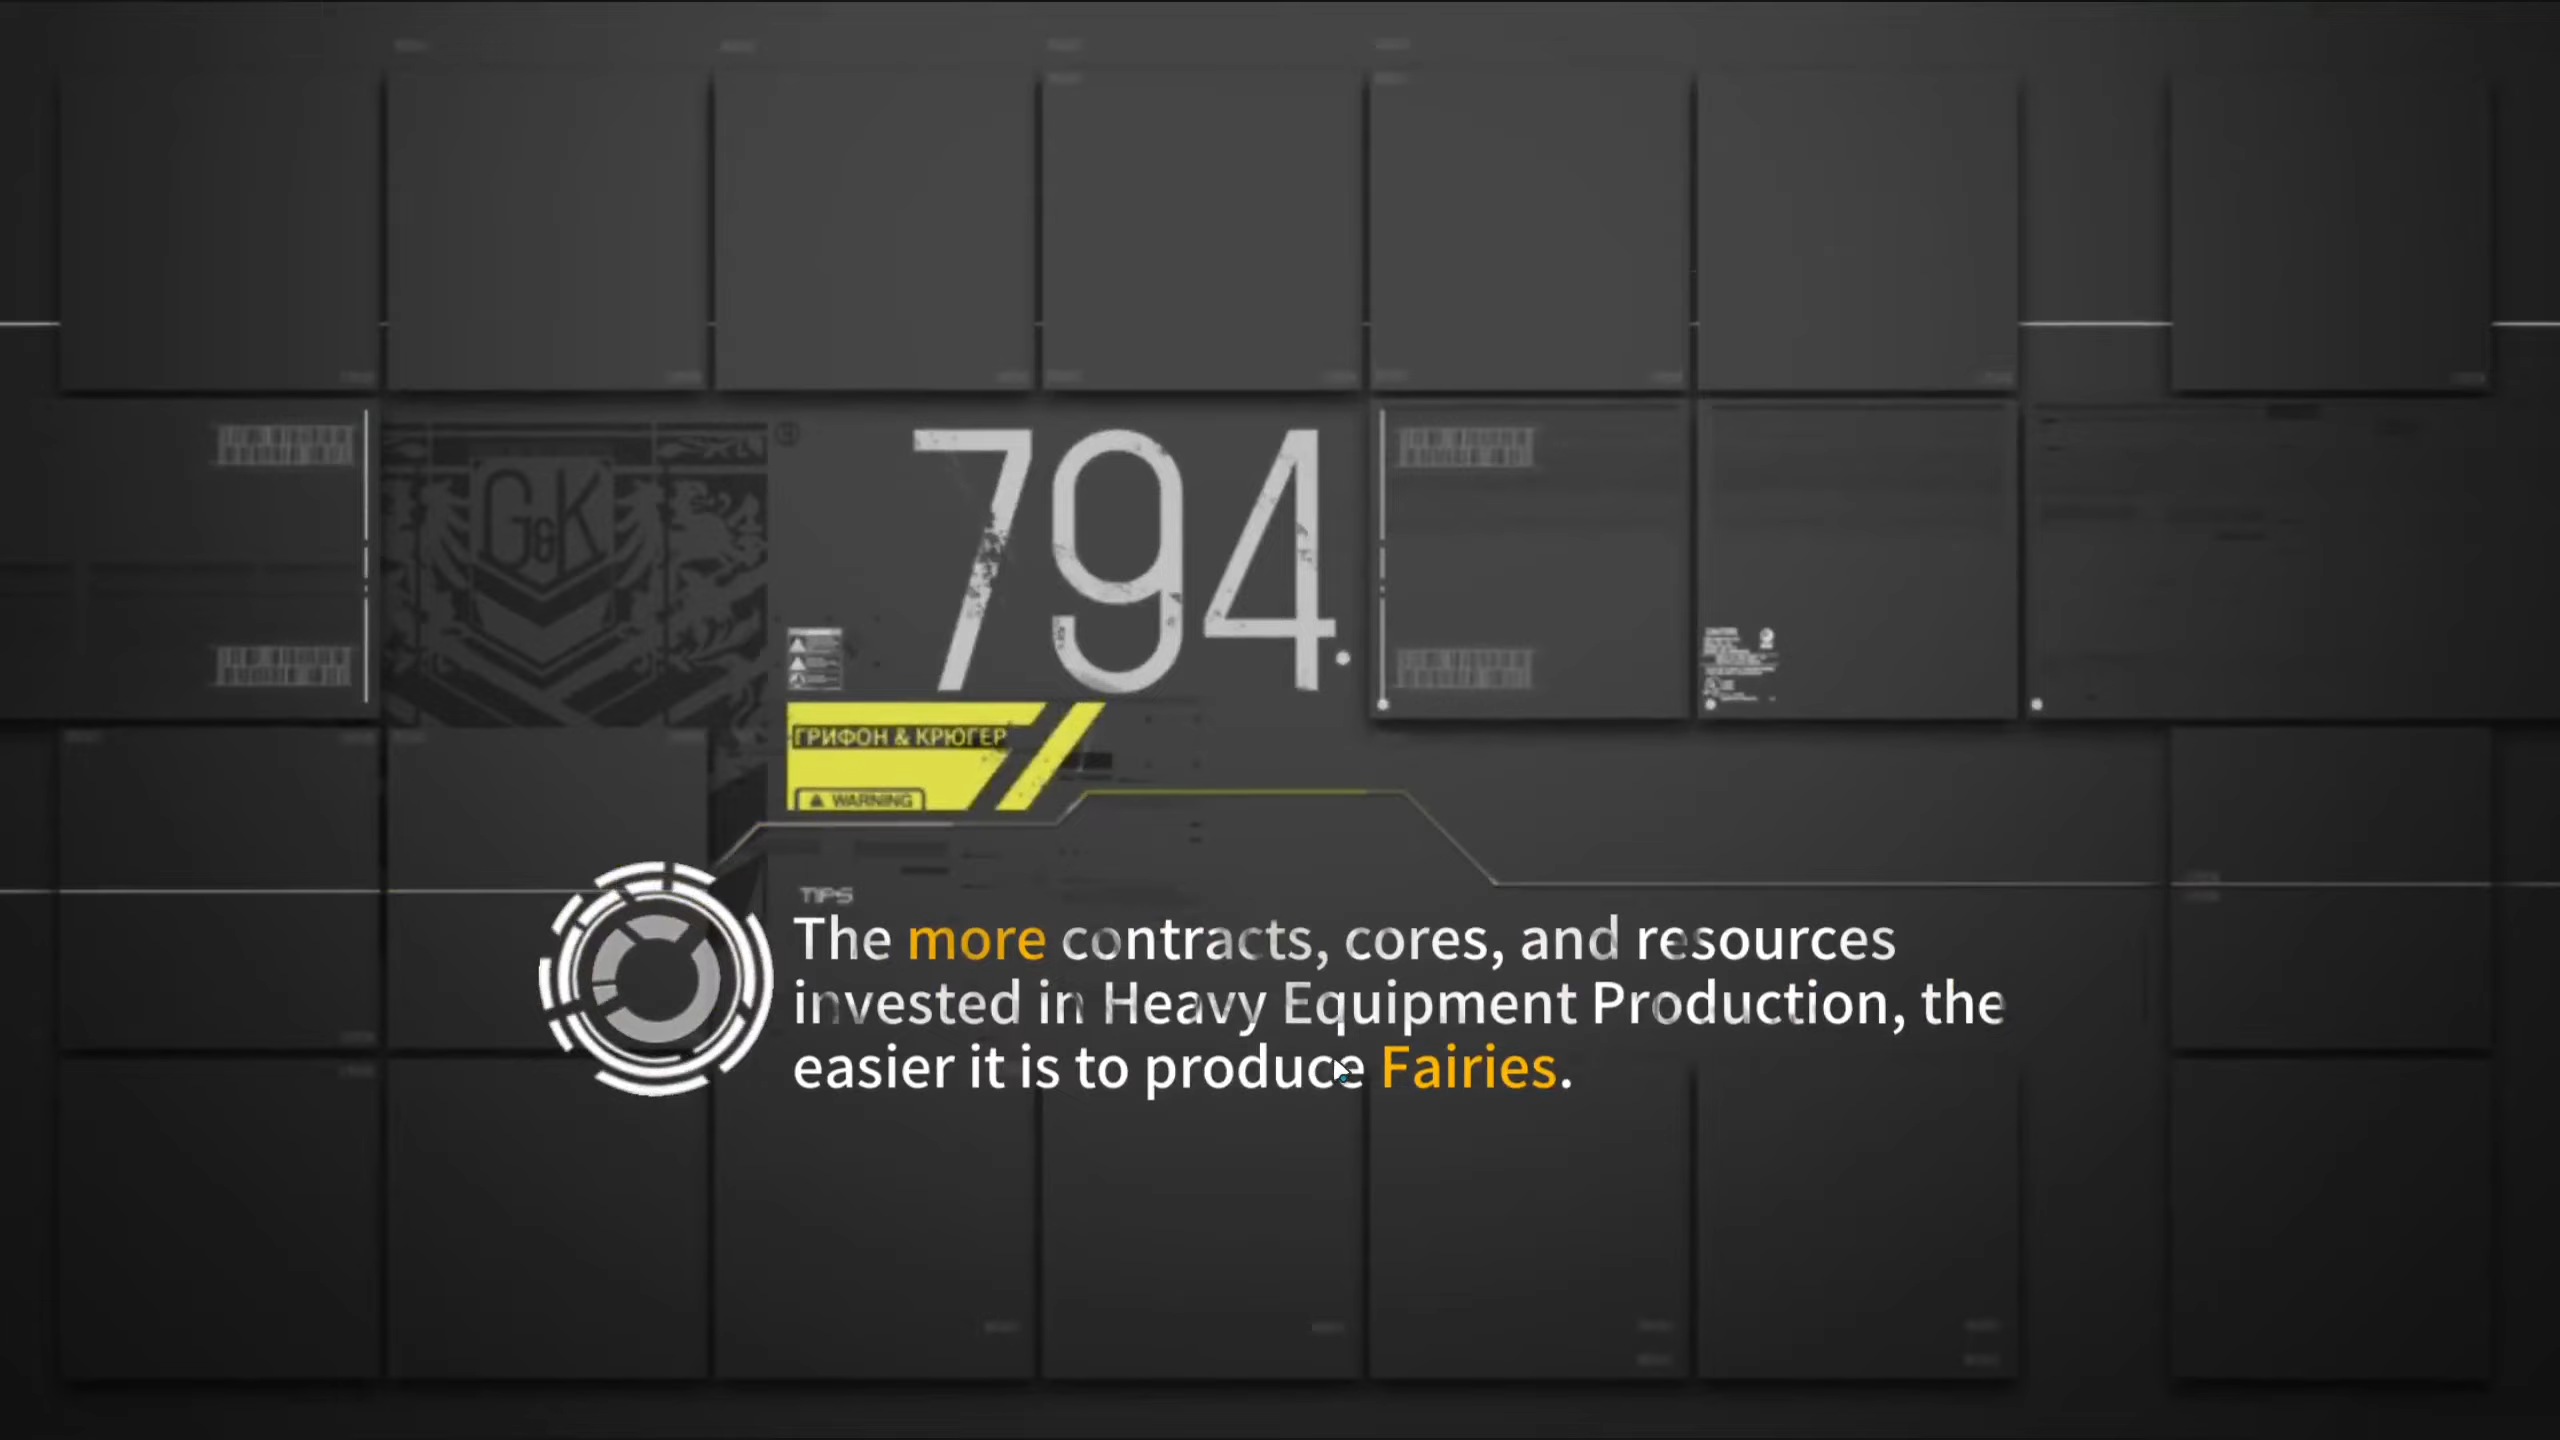 G&K
794.
ГРИФОН & КРЮГЕР
WARNING
TIPS
The more contracts, cores, and resources
invested in Heavy Equipment Production, the
easier it is to produce Fairies.